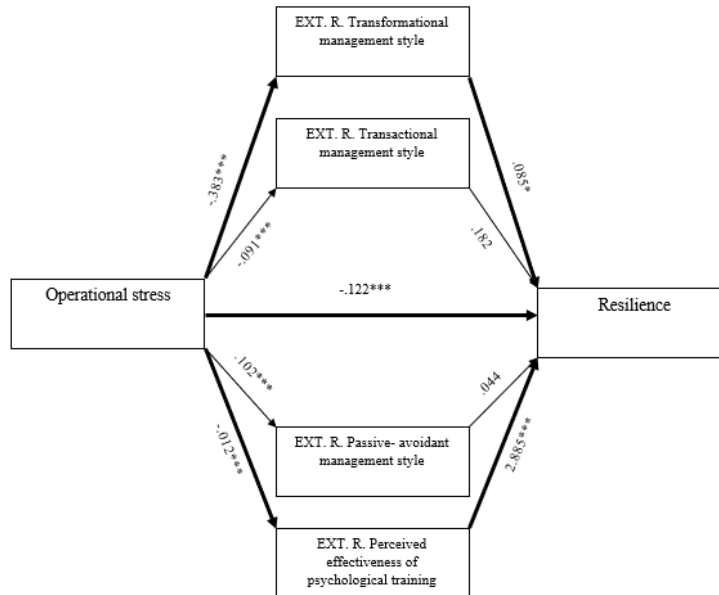 EXT. R. Transformational
management style
EXT. R. Transactional
management style
-.383***
.085*
-.091***
.182
Operational stress
-.122***
Resilience
.102***
.044
-.012***
2.885***
EXT. R. Passive- avoidant
management style
EXT. R. Perceived
effectiveness of
psychological training